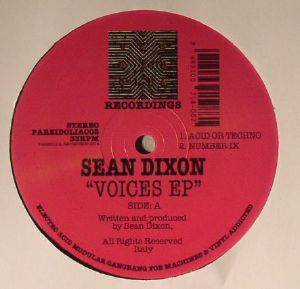 RECORDINGS
STEREO
PAREIDOLIA008
33RPM
1. ACID OR TECHNO
2. NUMBER IX
SEAN DIXON
"VOICES EP"
SIDE: A
Written and produced
by Sean Dixon,
All Rights Reserved
Italy
ELECTRO ACID MODULAR GANGBANG FOR MACHINES & VINYL ADDICTED